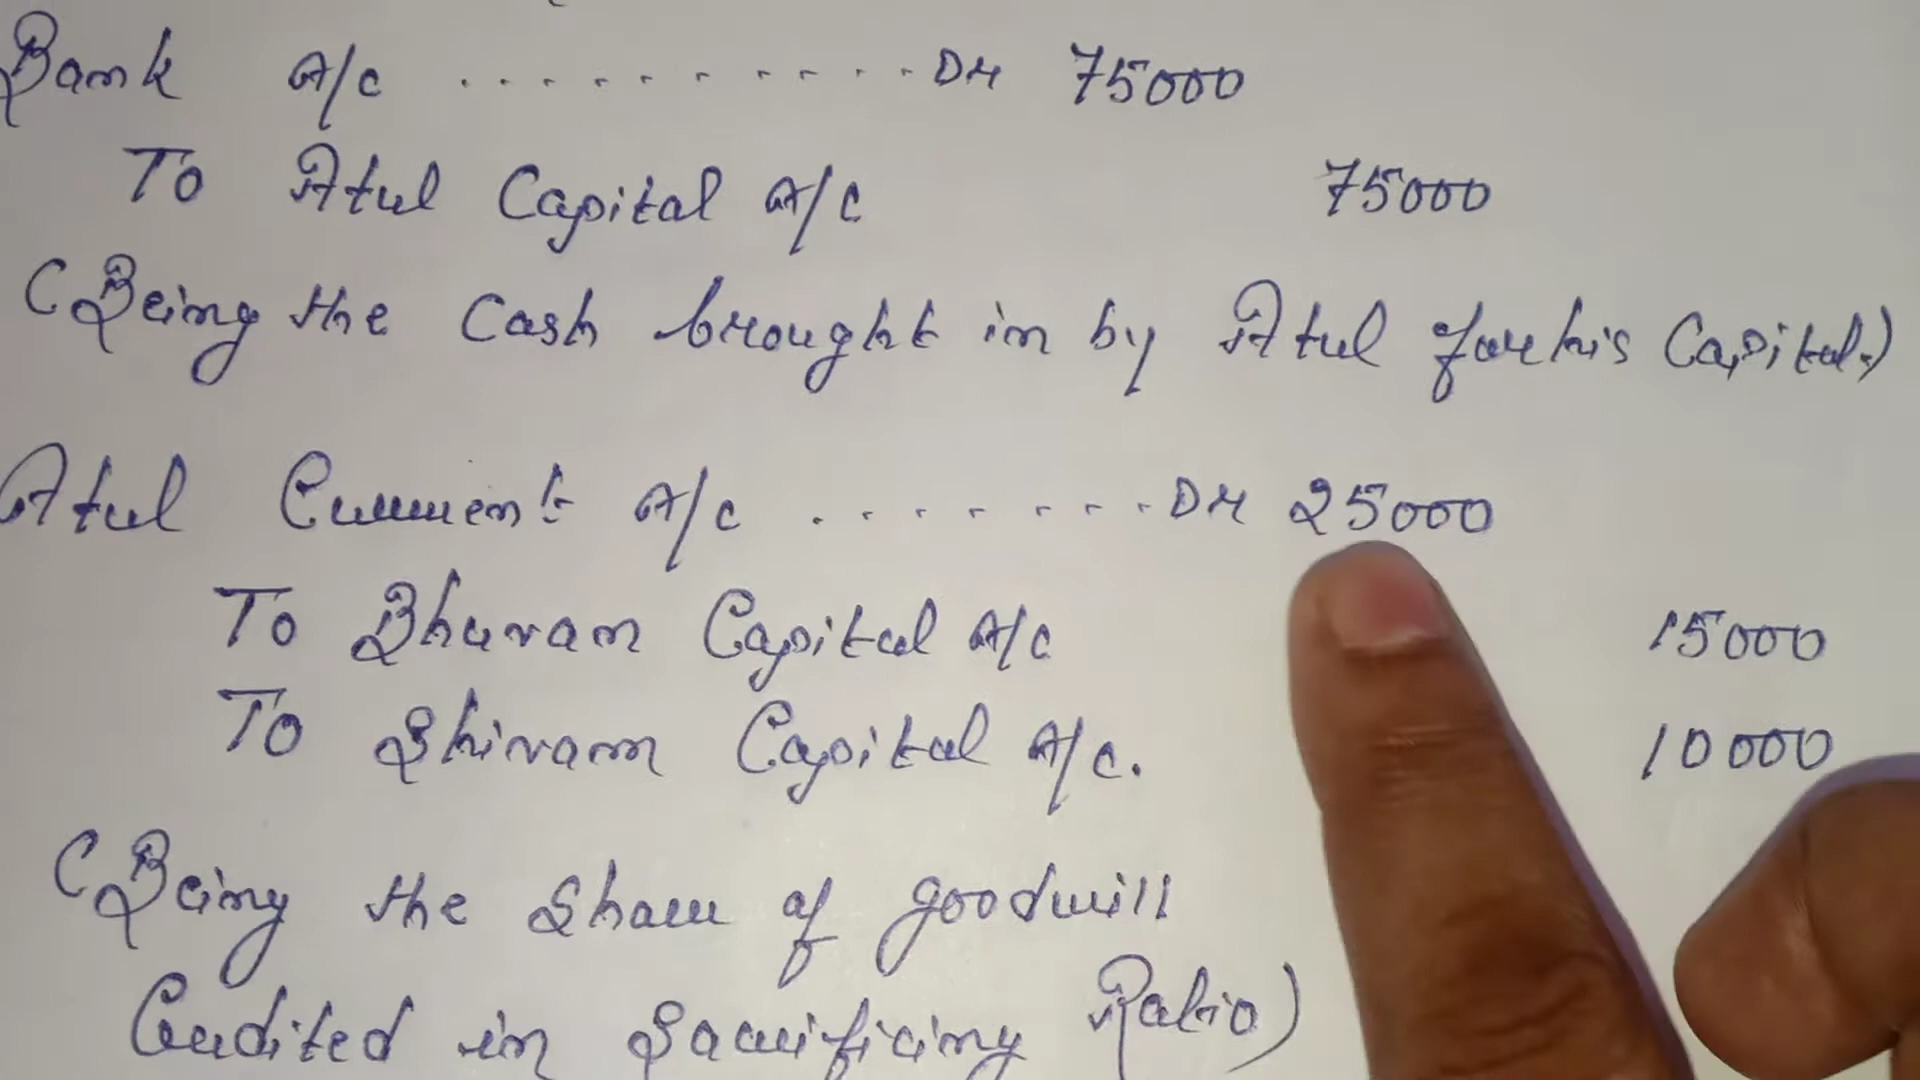 Bank A/c ........... Dr 75000
To Atul Capital A/c 75000
(Being the Cash brought in by Atul for his Capital.)
Atul Current A/c ........ Dr 25000
To Bhuvam Capital A/c 15000
To Shivam Capital A/c. 10000
(Being the Share of goodwill
Credited in Sacrificing Ratio)